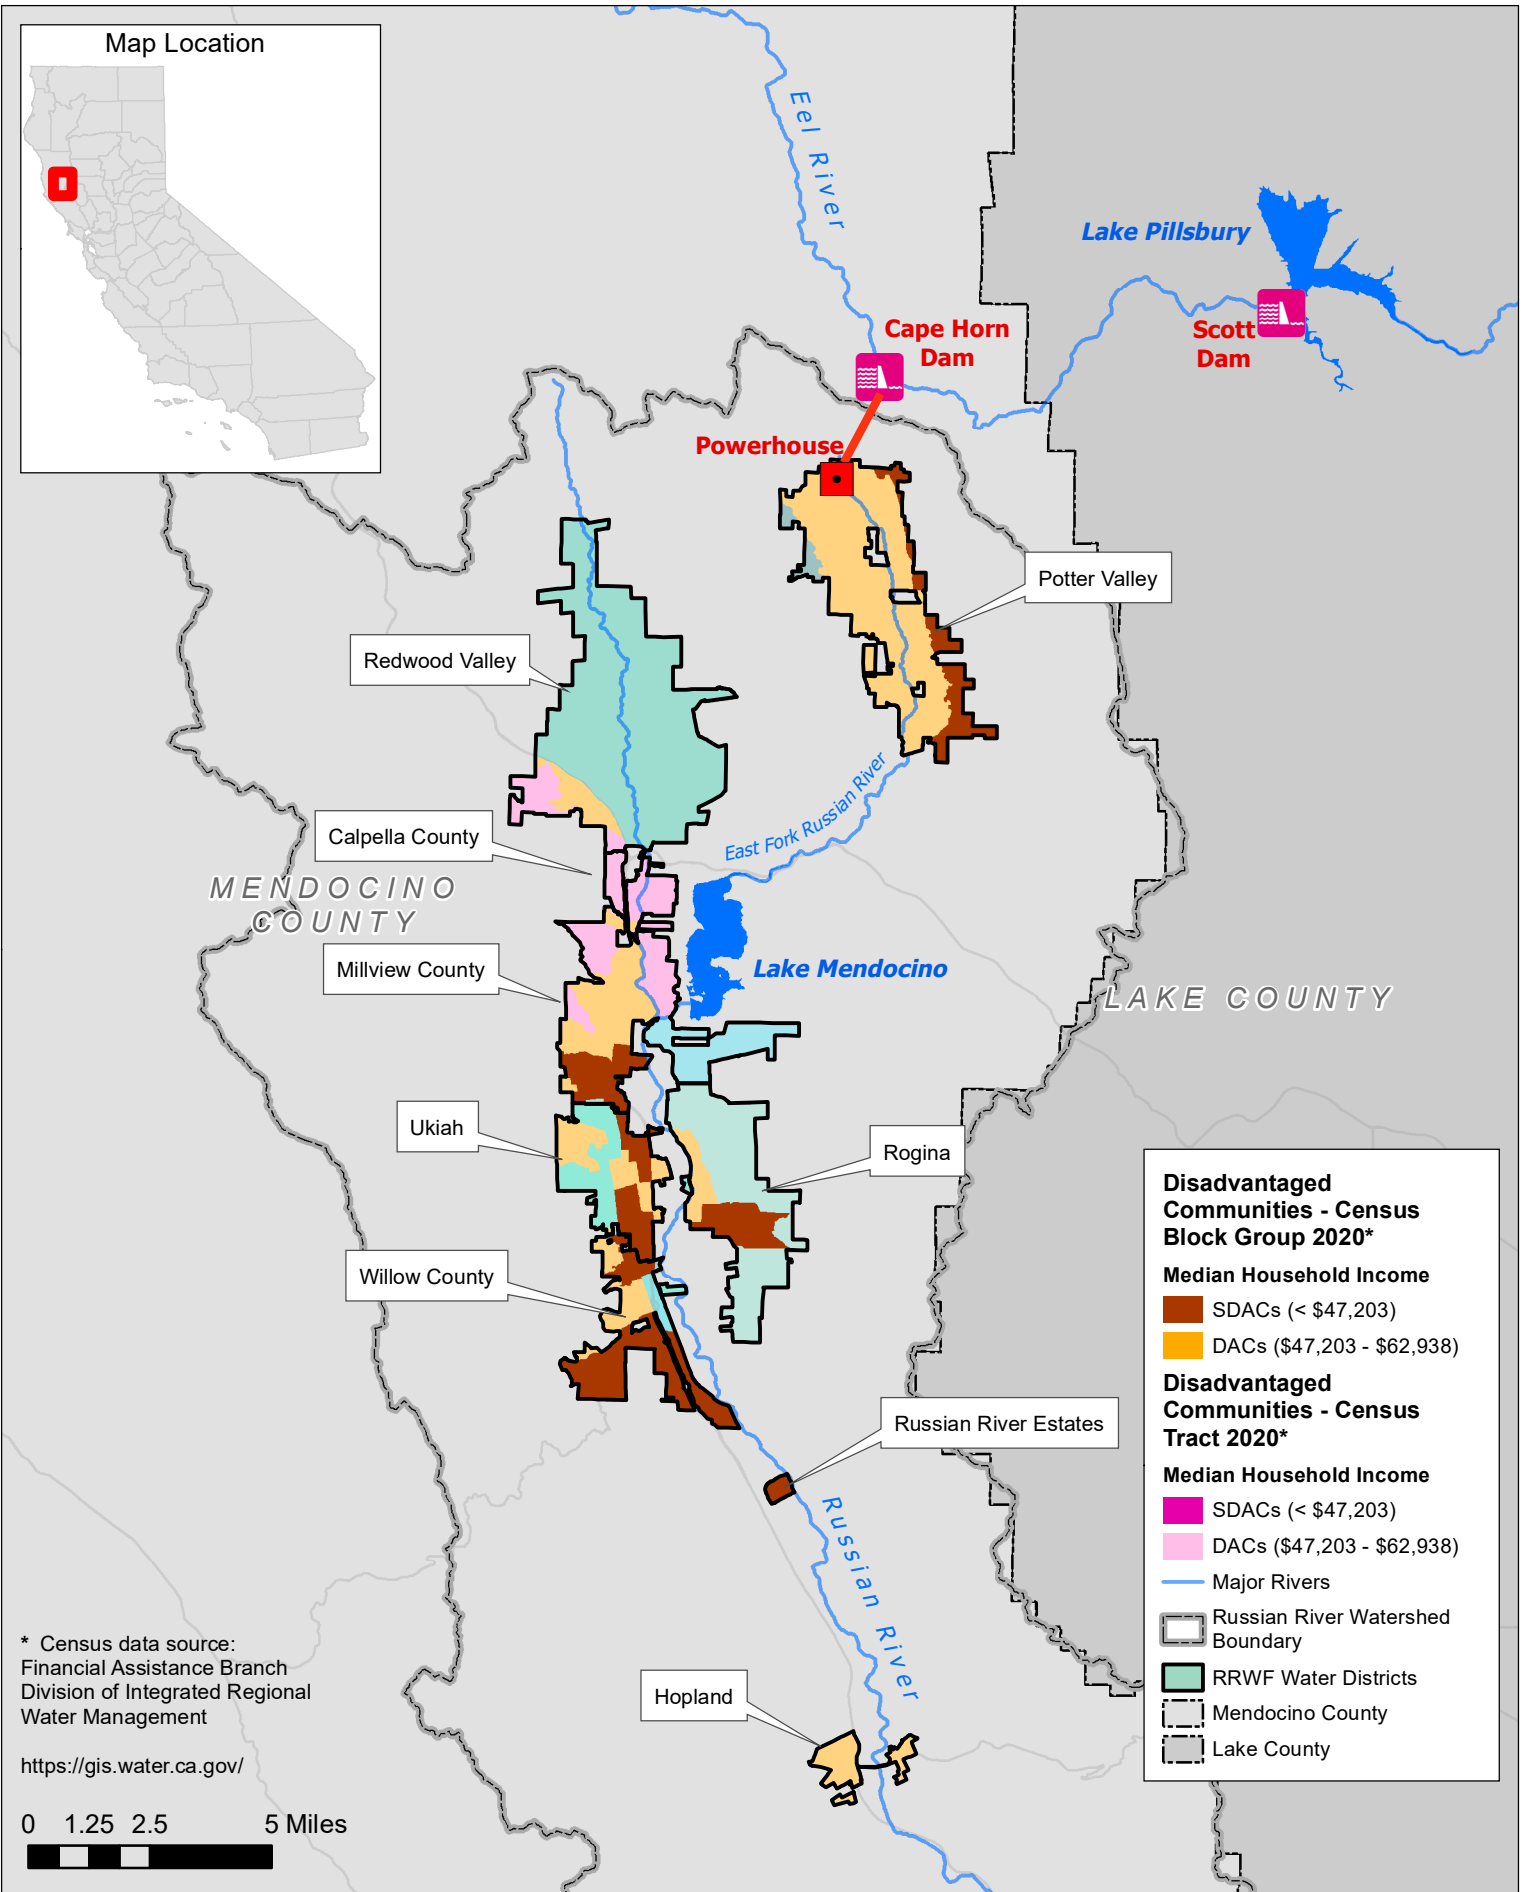 Map Location
Eel River
Lake Pillsbury
Cape Horn
Dam
Scott
Dam
Powerhouse
Potter Valley
Redwood Valley
East Fork Russian River
Calpella County
MENDOCINO
COUNTY
Millview County
Lake Mendocino
LAKE COUNTY
Ukiah
Rogina
Willow County
Russian River Estates
Russian River
Hopland
Disadvantaged
Communities - Census
Block Group 2020*
Median Household Income
SDACs (< $47,203)
DACs ($47,203 - $62,938)
Disadvantaged
Communities - Census
Tract 2020*
Median Household Income
SDACs (< $47,203)
DACs ($47,203 - $62,938)
Major Rivers
Russian River Watershed
Boundary
RRWF Water Districts
Mendocino County
Lake County
* Census data source:
Financial Assistance Branch
Division of Integrated Regional
Water Management
https://gis.water.ca.gov/
0 1.25 2.5 5 Miles